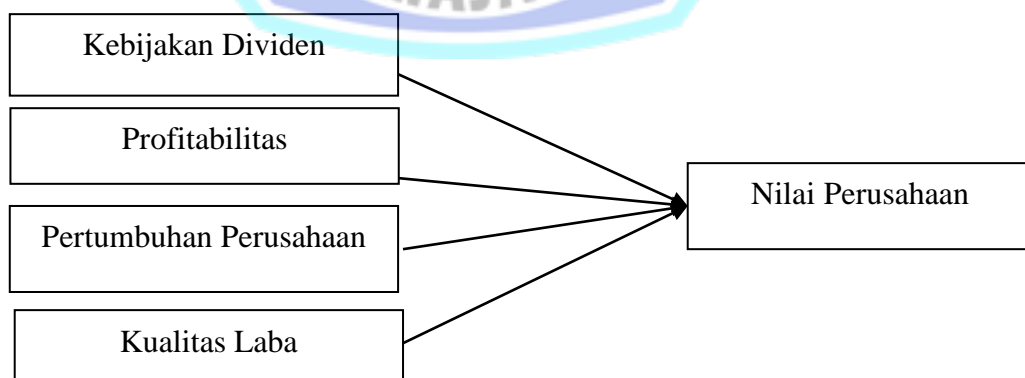 Kebijakan Dividen
Profitabilitas
Nilai Perusahaan
Pertumbuhan Perusahaan
Kualitas Laba